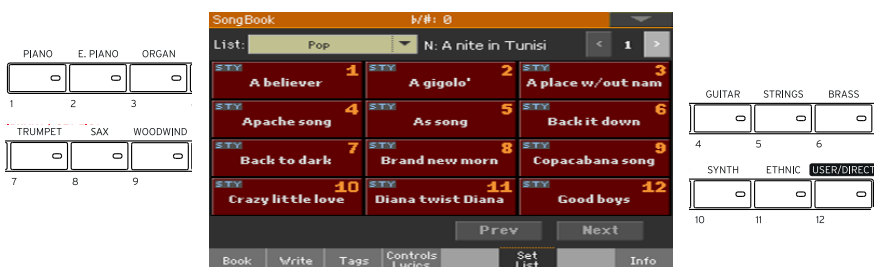 SongBook ♭/#: 0
List: Pop N: A nite in Tunisi < 1 >
PIANO E. PIANO ORGAN
1 2 3
TRUMPET SAX WOODWIND
7 8 9
STY 1 A believer
STY 2 A gigolo'
STY 3 A place w/out nam
STY 4 Apache song
STY 5 As song
STY 6 Back it down
STY 7 Back to dark
STY 8 Brand new morn
STY 9 Copacabana song
STY 10 Crazy little love
STY 11 Diana twist Diana
STY 12 Good boys
Prev Next
Book Write Tags Controls Lyrics Set List Info
GUITAR STRINGS BRASS
4 5 6
SYNTH ETHNIC USER/DIRECT
10 11 12